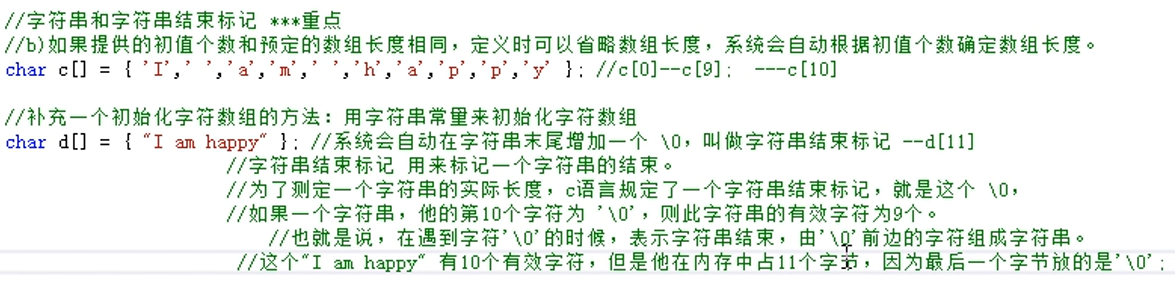 //字符串和字符串结束标记 ***重点
//b)如果提供的初值个数和预定的数组长度相同，定义时可以省略数组长度，系统会自动根据初值个数确定数组长度。
char c[] = { 'I',' ','a','m',' ','h','a','p','p','y' }; //c[0]--c[9]; ---c[10]
//补充一个初始化字符数组的方法：用字符串常量来初始化字符数组
char d[] = { "I am happy" }; //系统会自动在字符串末尾增加一个 \0，叫做字符串结束标记 --d[11]
//字符串结束标记 用来标记一个字符串的结束。
//为了测定一个字符串的实际长度，c语言规定了一个字符串结束标记，就是这个 \0，
//如果一个字符串，他的第10个字符为 '\0'，则此字符串的有效字符为9个。
//也就是说，在遇到字符'\0'的时候，表示字符串结束，由'\0'前边的字符组成字符串。
//这个"I am happy" 有10个有效字符，但是他在内存中占11个字节，因为最后一个字节放的是'\0';